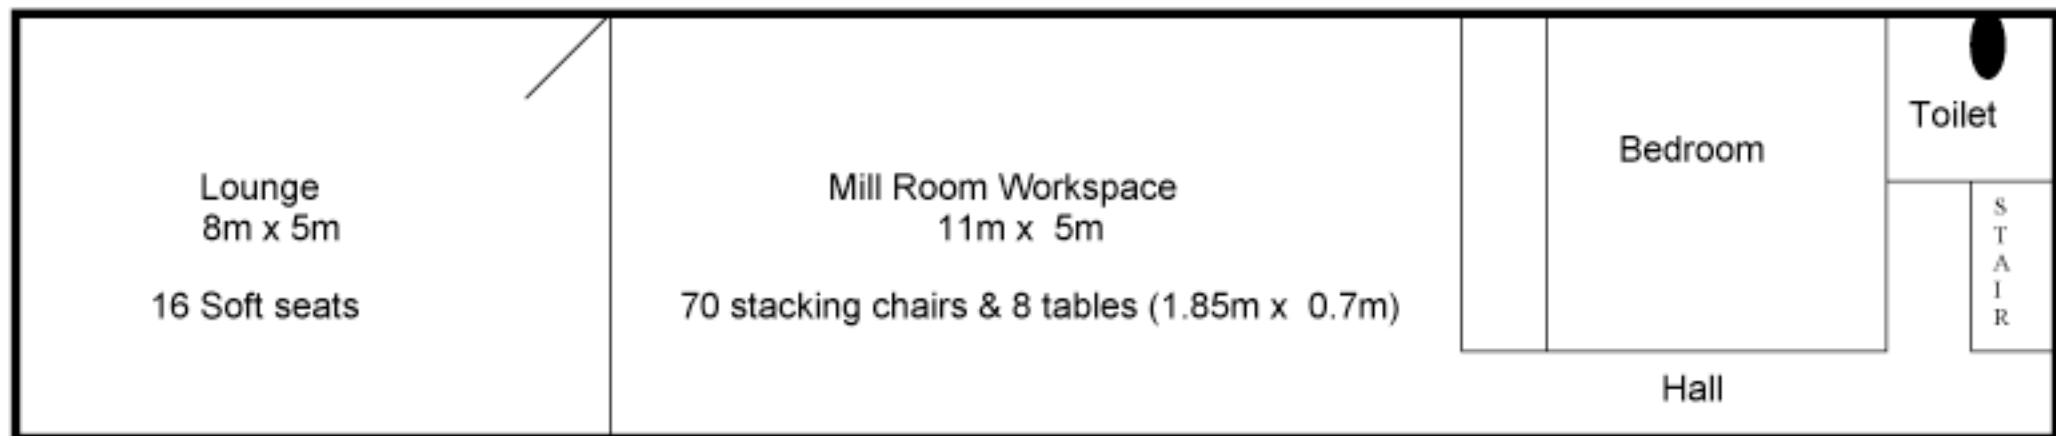 Lounge
8m x 5m
16 Soft seats
Mill Room Workspace
11m x  5m
70 stacking chairs & 8 tables (1.85m x  0.7m)
Bedroom
Toilet
S
T
A
I
R
Hall